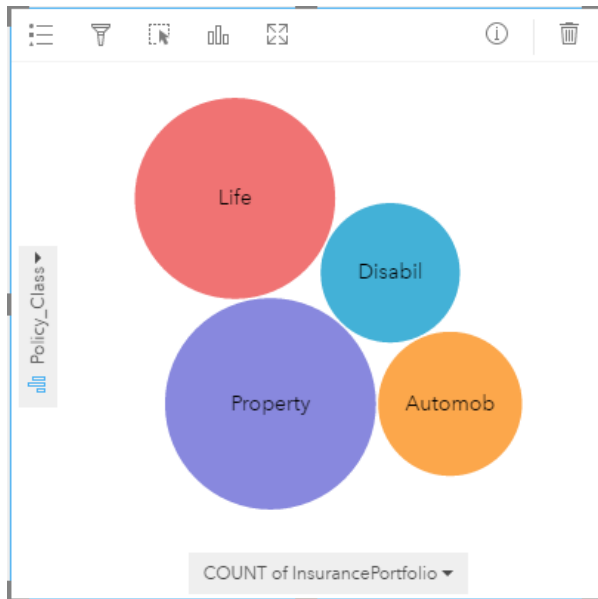 Life
Disabil
Policy_Class
Property
Automob
COUNT of InsurancePortfolio